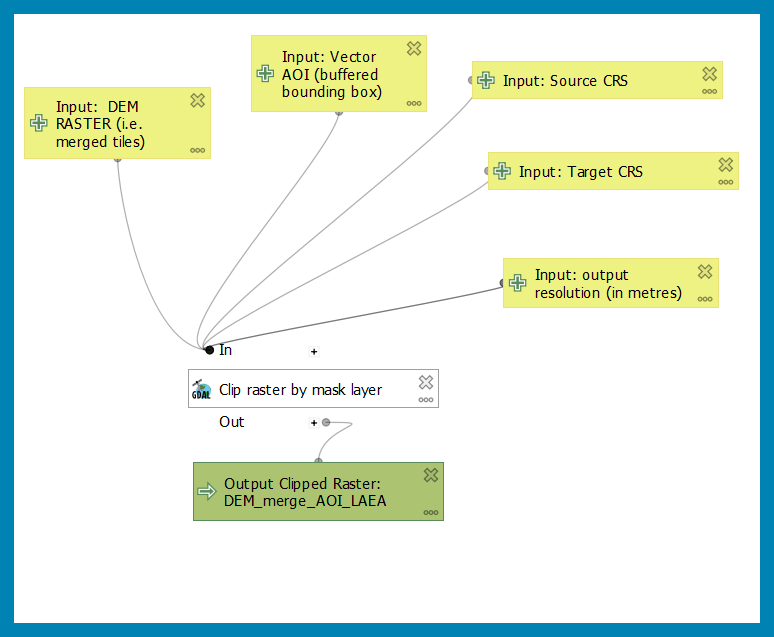 Input: Vector
AOI (buffered
bounding box)
Input: Source CRS
Input:  DEM
RASTER (i.e.
merged tiles)
Input: Target CRS
Input: output
resolution (in metres)
In +
GDAL
Clip raster by mask layer
Out +
Output Clipped Raster:
DEM_merge_AOI_LAEA